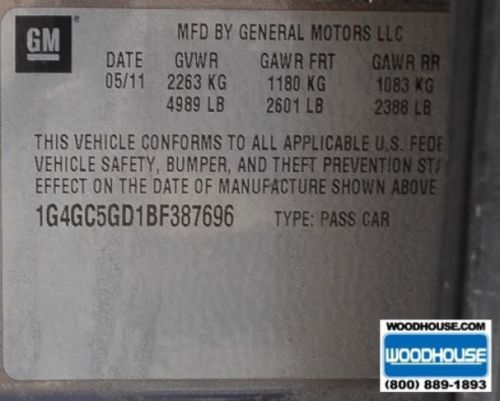 GM ®
MFD BY GENERAL MOTORS LLC
DATE GVWR GAWR FRT GAWR RR
05/11 2263 KG 1180 KG 1083 KG
4989 LB 2601 LB 2388 LB
THIS VEHICLE CONFORMS TO ALL APPLICABLE U.S. FEDE
VEHICLE SAFETY, BUMPER, AND THEFT PREVENTION STA
EFFECT ON THE DATE OF MANUFACTURE SHOWN ABOVE
1G4GC5GD1BF387696 TYPE: PASS CAR
WOODHOUSE.COM
WOODHOUSE
(800) 889-1893